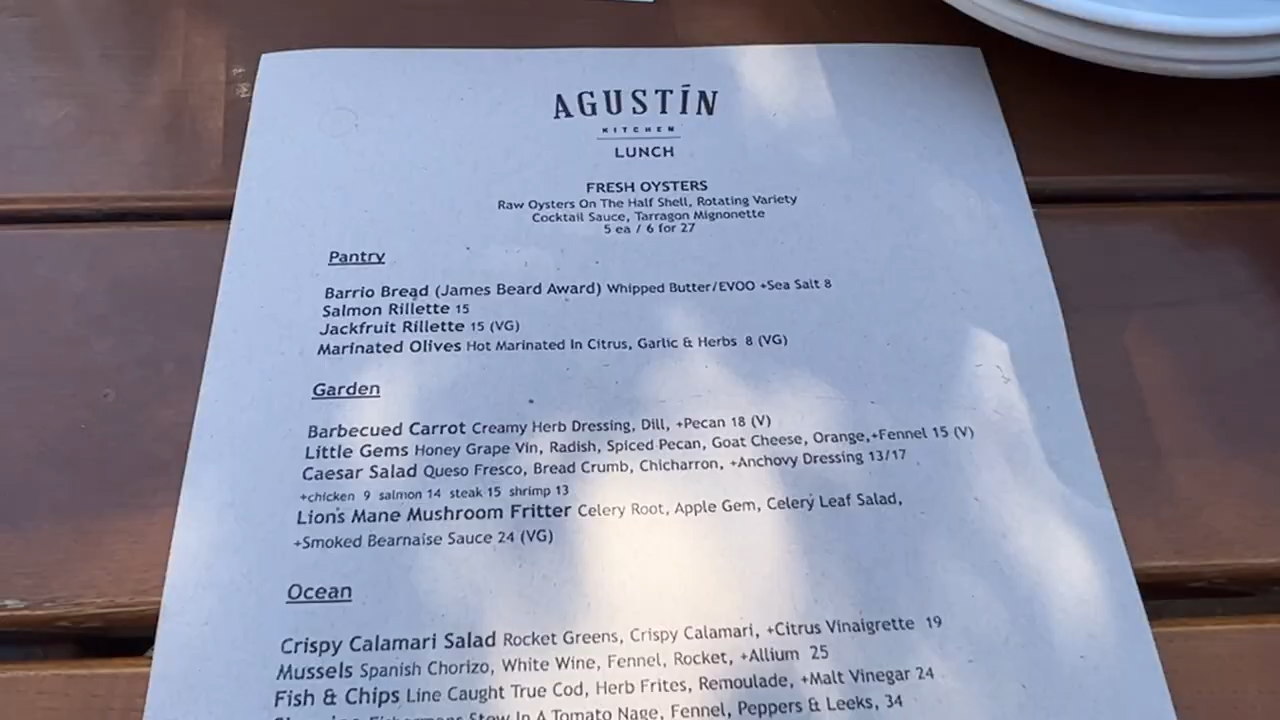 AGUSTĪN
KITCHEN
LUNCH
FRESH OYSTERS
Raw Oysters On The Half Shell, Rotating Variety
Cocktail Sauce, Tarragon Mignonette
5 ea / 6 for 27
Pantry
Barrio Bread (James Beard Award) Whipped Butter/EVOO +Sea Salt 8
Salmon Rillette 15
Jackfruit Rillette 15 (VG)
Marinated Olives Hot Marinated In Citrus, Garlic & Herbs 8 (VG)
Garden
Barbecued Carrot Creamy Herb Dressing, Dill, +Pecan 18 (V)
Little Gems Honey Grape Vin, Radish, Spiced Pecan, Goat Cheese, Orange,+Fennel 15 (V)
Caesar Salad Queso Fresco, Bread Crumb, Chicharron, +Anchovy Dressing 13/17
+chicken 9 salmon 14 steak 15 shrimp 13
Lion's Mane Mushroom Fritter Celery Root, Apple Gem, Celery Leaf Salad,
+Smoked Bearnaise Sauce 24 (VG)
Ocean
Crispy Calamari Salad Rocket Greens, Crispy Calamari, +Citrus Vinaigrette 19
Mussels Spanish Chorizo, White Wine, Fennel, Rocket, +Allium 25
Fish & Chips Line Caught True Cod, Herb Frites, Remoulade, +Malt Vinegar 24
Stew In A Tomato Nage, Fennel, Peppers & Leeks, 34